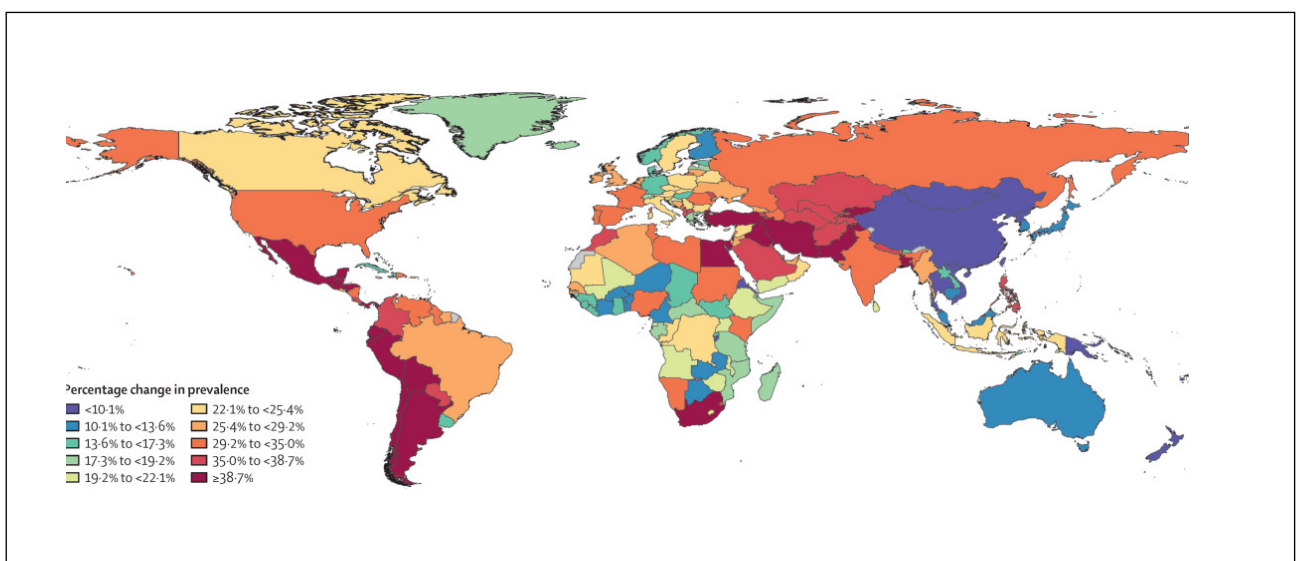 Percentage change in prevalence
<10·1%
10·1% to <13·6%
13·6% to <17·3%
17·3% to <19·2%
19·2% to <22·1%
22·1% to <25·4%
25·4% to <29·2%
29·2% to <35·0%
35·0% to <38·7%
≥38·7%